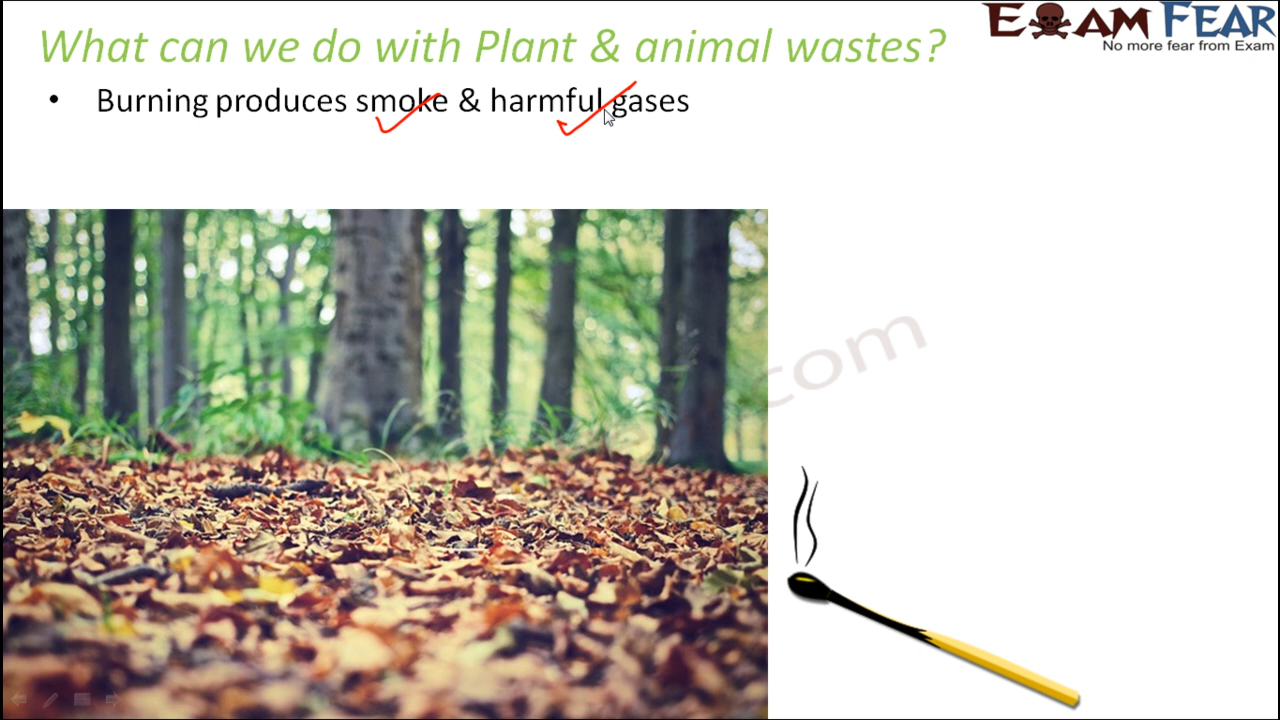 What can we do with Plant & animal wastes?
EXAM FEAR
No more fear from Exam
• Burning produces smoke & harmful gases
.com